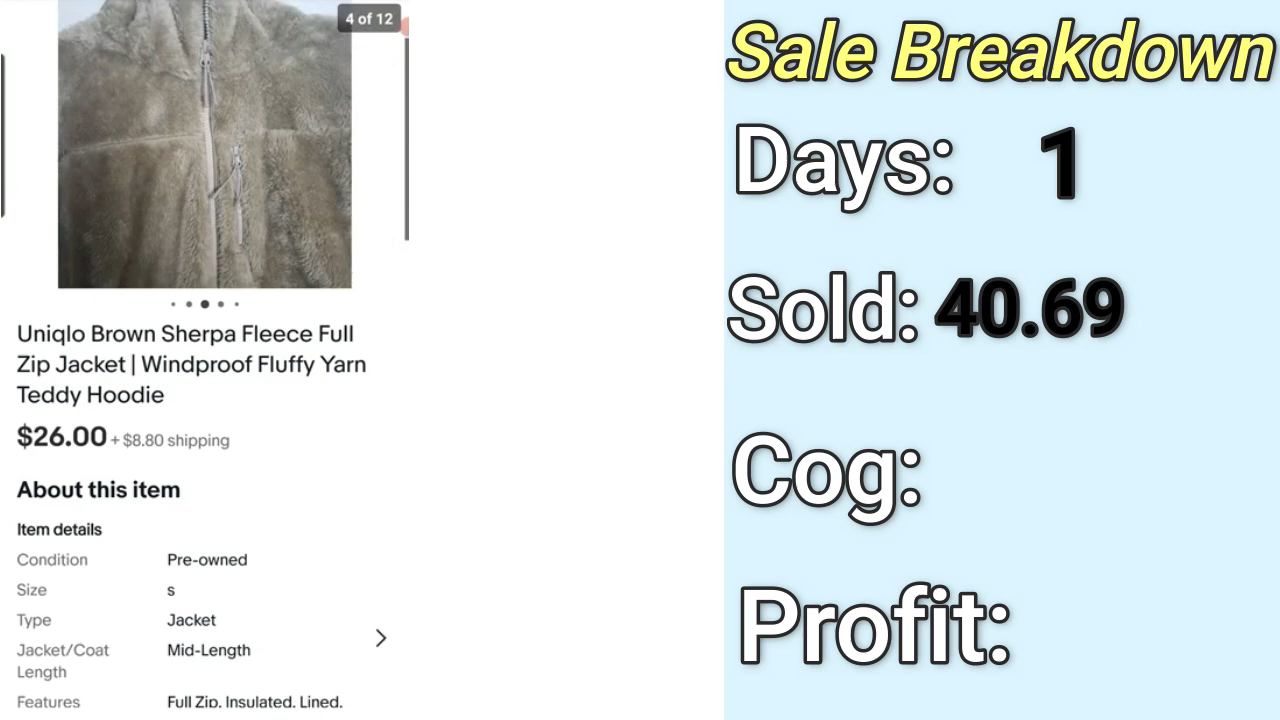 4 of 12
Uniqlo Brown Sherpa Fleece Full
Zip Jacket | Windproof Fluffy Yarn
Teddy Hoodie
$26.00 + $8.80 shipping
About this item
Item details
Condition Pre-owned
Size s
Type Jacket
Jacket/Coat Mid-Length
Length
Features Full Zip, Insulated, Lined,
Sale Breakdown
Days: 1
Sold: 40.69
Cog:
Profit: